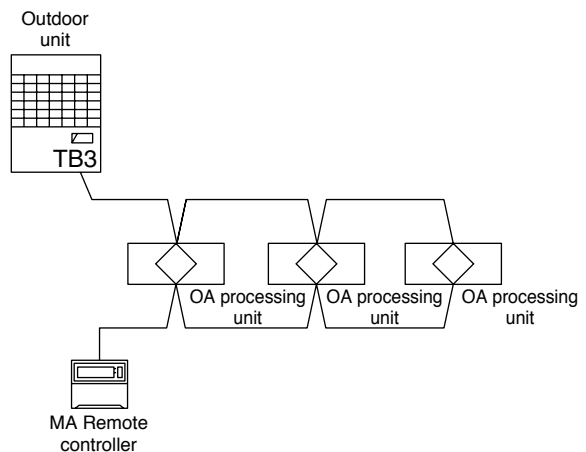 Outdoor
unit
TB3
OA processing
unit
OA processing
unit
OA processing
unit
MA Remote
controller